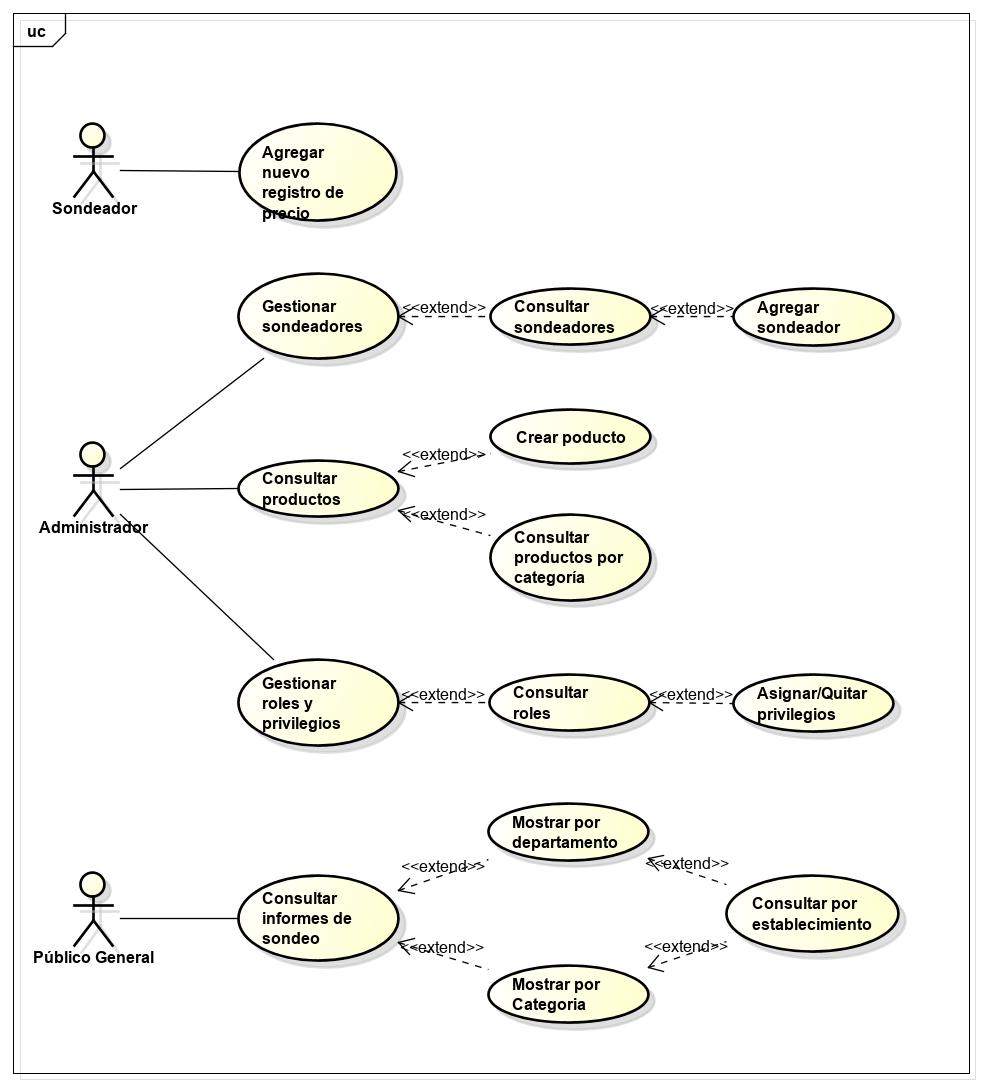 uc
Agregar
nuevo
registro de
precio
Sondeador
Gestionar
sondeadores
<<extend>>
Consultar
sondeadores
<<extend>>
Agregar
sondeador
Crear poducto
<<extend>>
Consultar
productos
<<extend>>
Consultar
productos por
categoría
Administrador
Gestionar
roles y
privilegios
<<extend>>
Consultar
roles
<<extend>>
Asignar/Quitar
privilegios
Mostrar por
departamento
<<extend>>
<<extend>>
Consultar
informes de
sondeo
Consultar por
establecimiento
<<extend>>
<<extend>>
Público General
Mostrar por
Categoria